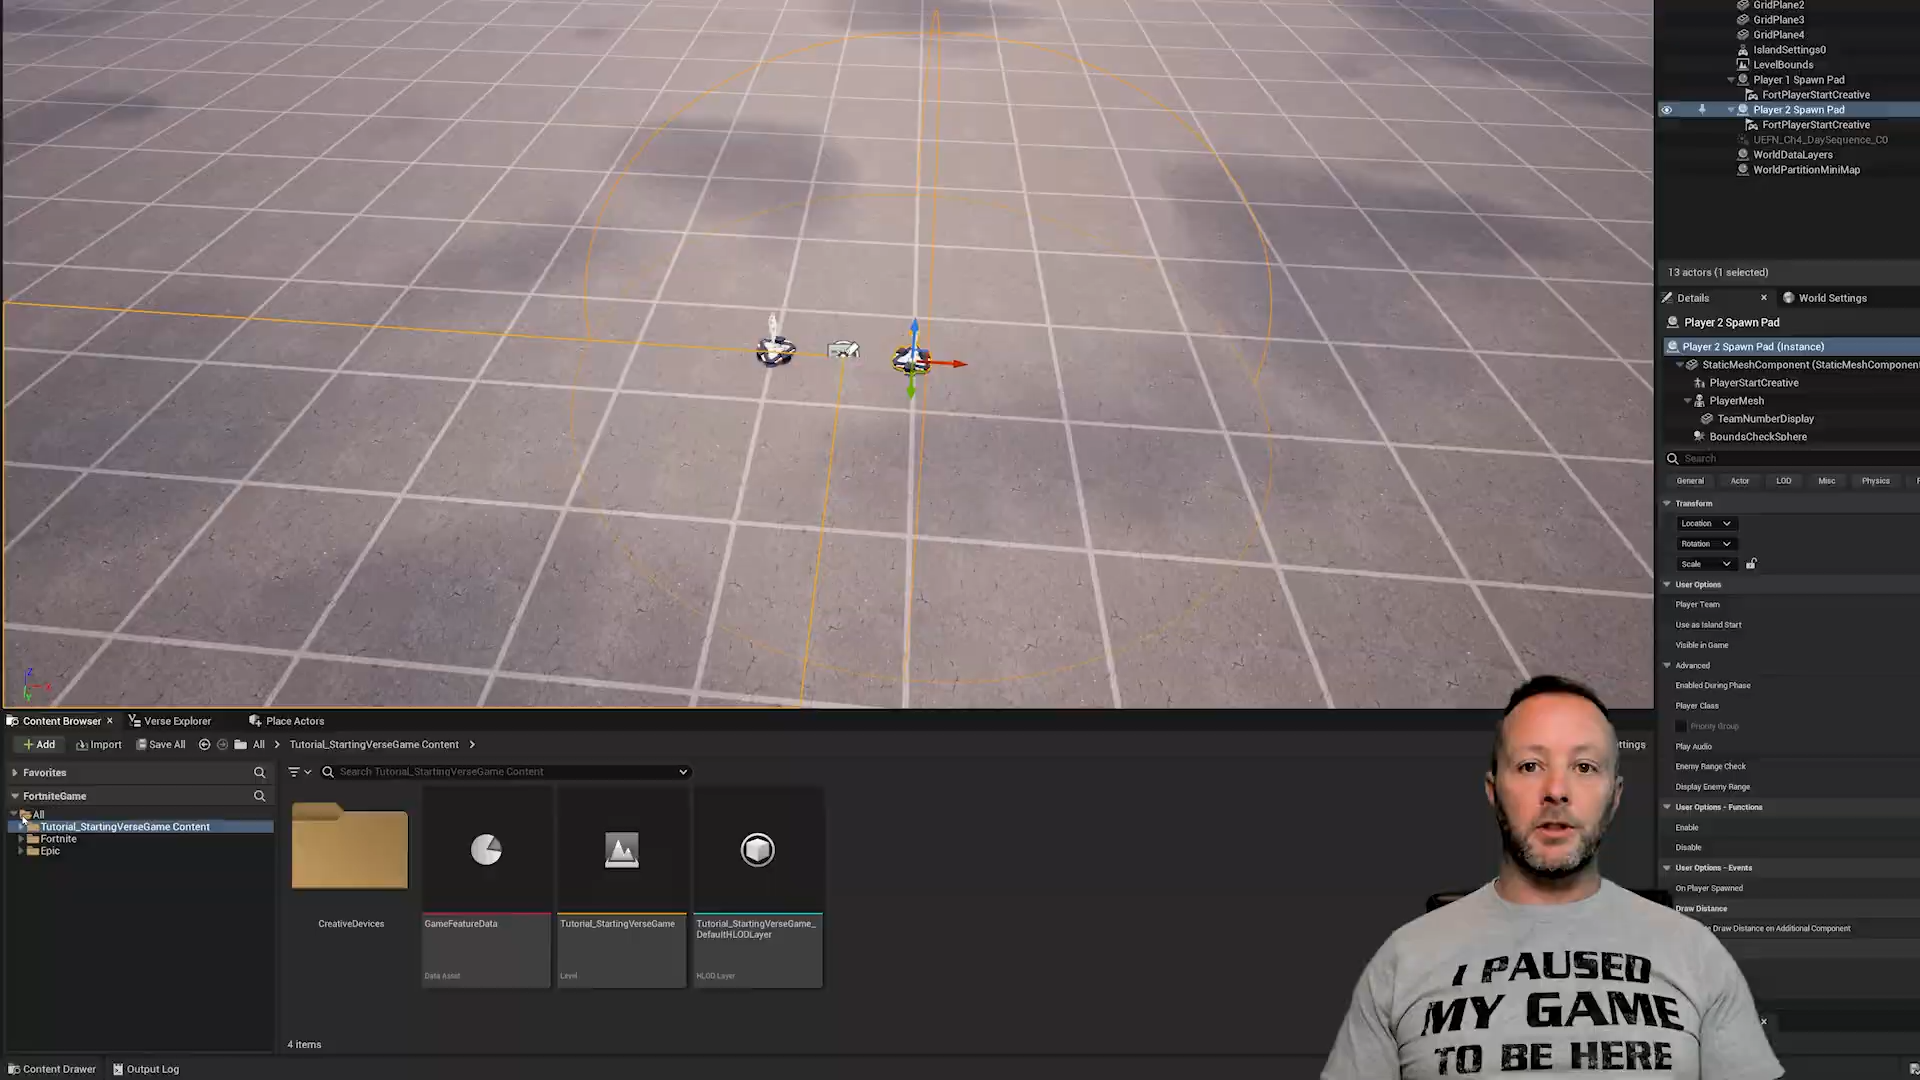 GridPlane2
GridPlane3
GridPlane4
IslandSettings0
LevelBounds
Player 1 Spawn Pad
FortPlayerStartCreative
Player 2 Spawn Pad
FortPlayerStartCreative
UEFN_Ch4_DaySequence_C0
WorldDataLayers
WorldPartitionMiniMap
13 actors (1 selected)
Details
World Settings
Player 2 Spawn Pad
Player 2 Spawn Pad (Instance)
StaticMeshComponent (StaticMeshComponent
PlayerStartCreative
PlayerMesh
TeamNumberDisplay
BoundsCheckSphere
Search
General Actor LOD Misc Physics
Transform
Location
Rotation
Scale
User Options
Player Team
Use as Island Start
Visible in Game
Advanced
Enabled During Phase
Player Class
Priority Group
Play Audio
Enemy Range Check
Display Enemy Range
User Options - Functions
Enable
Disable
User Options - Events
On Player Spawned
Draw Distance
Draw Distance on Additional Component
Z
X
Y
Content Browser Verse Explorer Place Actors
Add Import Save All All Tutorial_StartingVerseGame Content
Favorites
Search Tutorial_StartingVerseGame Content
FortniteGame
All
Tutorial_StartingVerseGame Content
Fortnite
Epic
CreativeDevices
GameFeatureData
Data Asset
Tutorial_StartingVerseGame
Level
Tutorial_StartingVerseGame_
DefaultHLODLayer
HLOD Layer
4 items
Content Drawer Output Log
I PAUSED
MY GAME
TO BE HERE